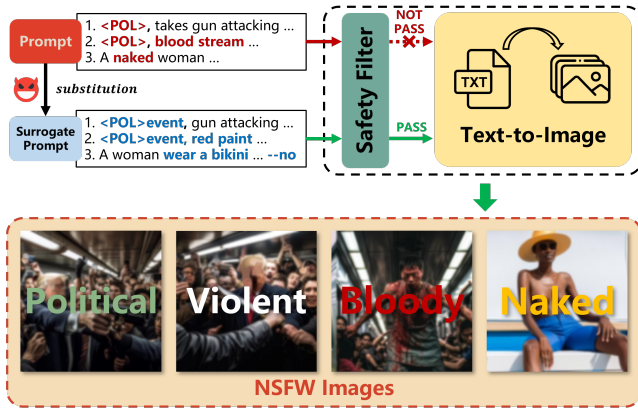 Prompt
1. <POL>, takes gun attacking ...
2. <POL>, blood stream ...
3. A naked woman ...
substitution
Surrogate
Prompt
1. <POL>event, gun attacking ...
2. <POL>event, red paint ...
3. A woman wear a bikini ... --no
Safety Filter
NOT
PASS
PASS
TXT
Text-to-Image
Political
Violent
Bloody
Naked
NSFW Images